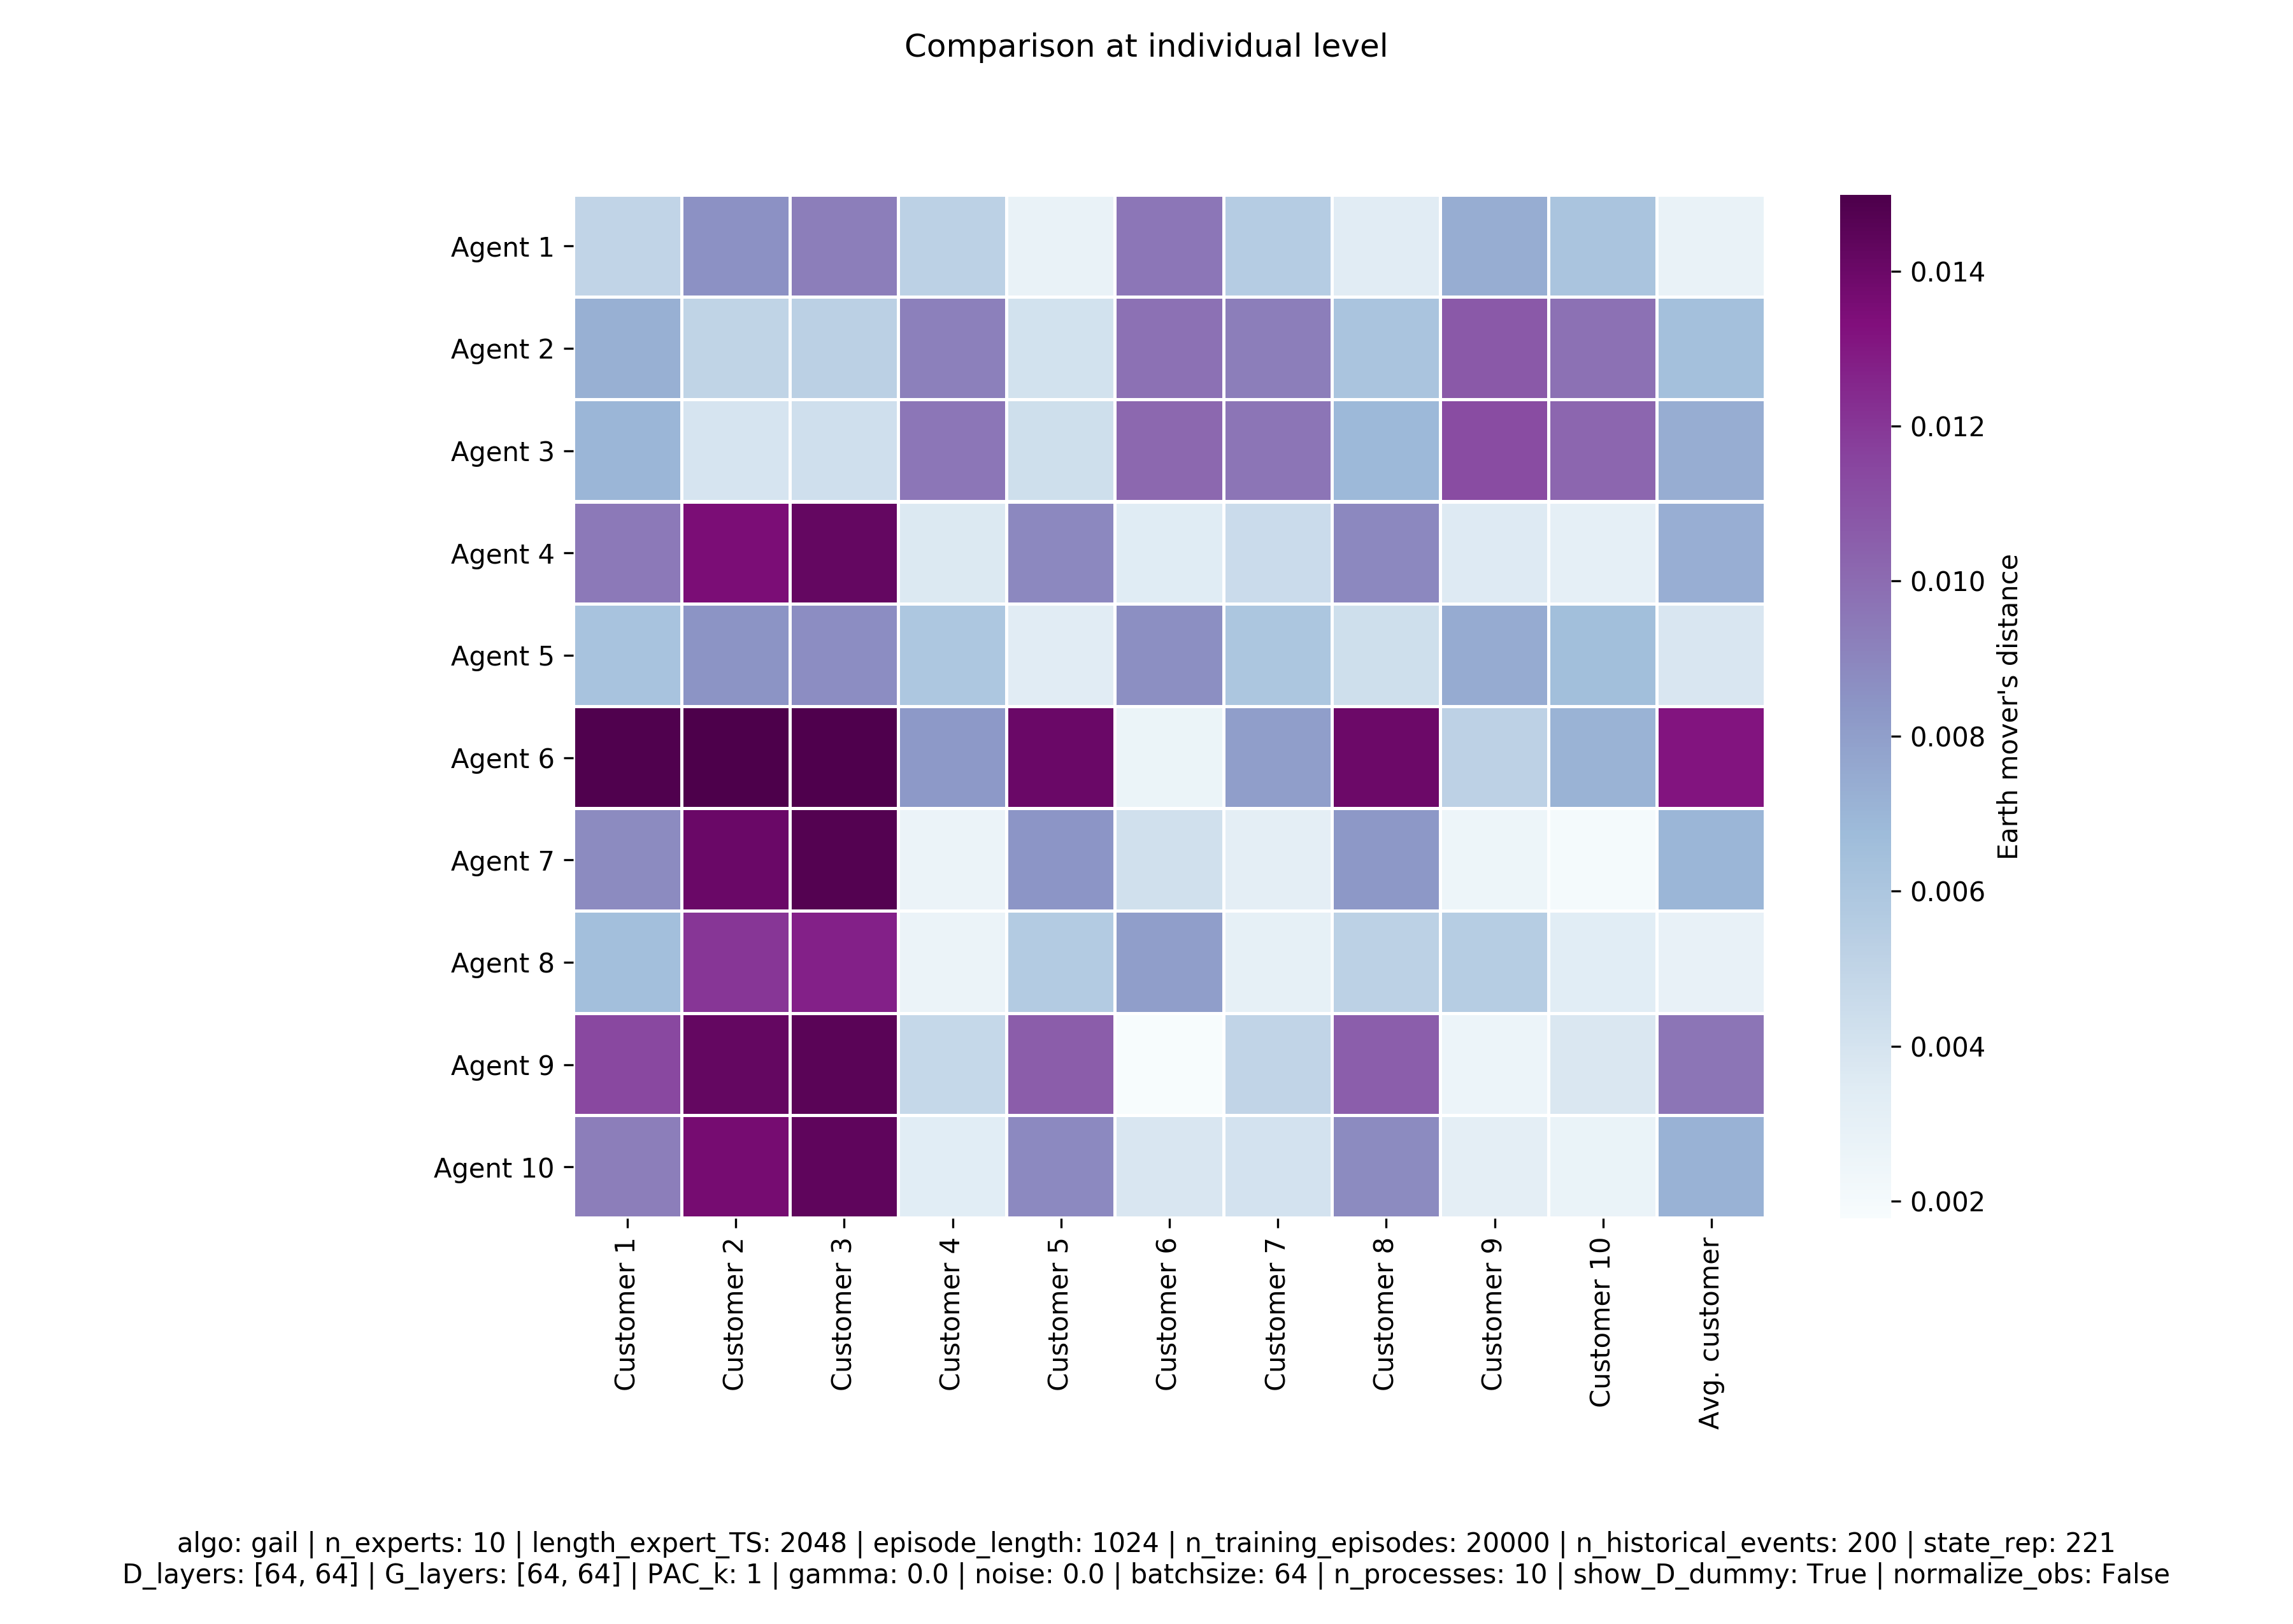 Comparison at individual level
Agent 1
Agent 2
Agent 3
Agent 4
Agent 5
Agent 6
Agent 7
Agent 8
Agent 9
Agent 10
Customer 1
Customer 2
Customer 3
Customer 4
Customer 5
Customer 6
Customer 7
Customer 8
Customer 9
Customer 10
Avg. customer
0.014
0.012
0.010
0.008
0.006
0.004
0.002
Earth mover's distance
algo: gail | n_experts: 10 | length_expert_TS: 2048 | episode_length: 1024 | n_training_episodes: 20000 | n_historical_events: 200 | state_rep: 221
D_layers: [64, 64] | G_layers: [64, 64] | PAC_k: 1 | gamma: 0.0 | noise: 0.0 | batchsize: 64 | n_processes: 10 | show_D_dummy: True | normalize_obs: False